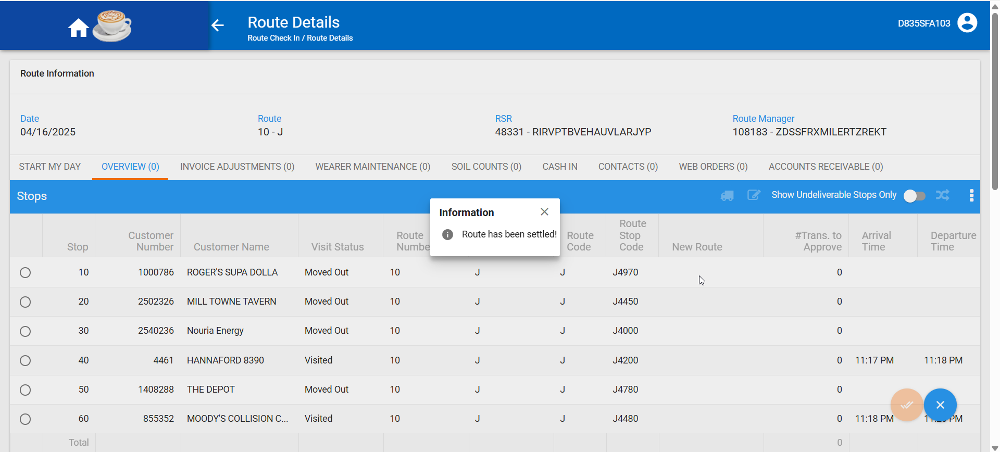 Route Details
Route Check In / Route Details
D835SFA103
Route Information
Date
04/16/2025
Route
10 - J
RSR
48331 - RIRVPTBVEHAUVLARJYP
Route Manager
108183 - ZDSSFRXMILERTZREKT
START MY DAY OVERVIEW (0) INVOICE ADJUSTMENTS (0) WEARER MAINTENANCE (0) SOIL COUNTS (0) CASH IN CONTACTS (0) WEB ORDERS (0) ACCOUNTS RECEIVABLE (0)
Stops
Show Undeliverable Stops Only
Information
Route has been settled!
Stop
Customer
Number
Customer Name
Visit Status
Route
Numbe
Route
Code
Route
Stop
Code
New Route
#Trans. to
Approve
Arrival
Time
Departure
Time
10 1000786 ROGER'S SUPA DOLLA Moved Out 10 J J J4970 0
20 2502326 MILL TOWNE TAVERN Moved Out 10 J J J4450 0
30 2540236 Nouria Energy Moved Out 10 J J J4000 0
40 4461 HANNAFORD 8390 Visited 10 J J J4200 0 11:17 PM 11:18 PM
50 1408288 THE DEPOT Moved Out 10 J J J4780 0
60 855352 MOODY'S COLLISION C... Visited 10 J J J4480 0 11:18 PM PM
Total 0